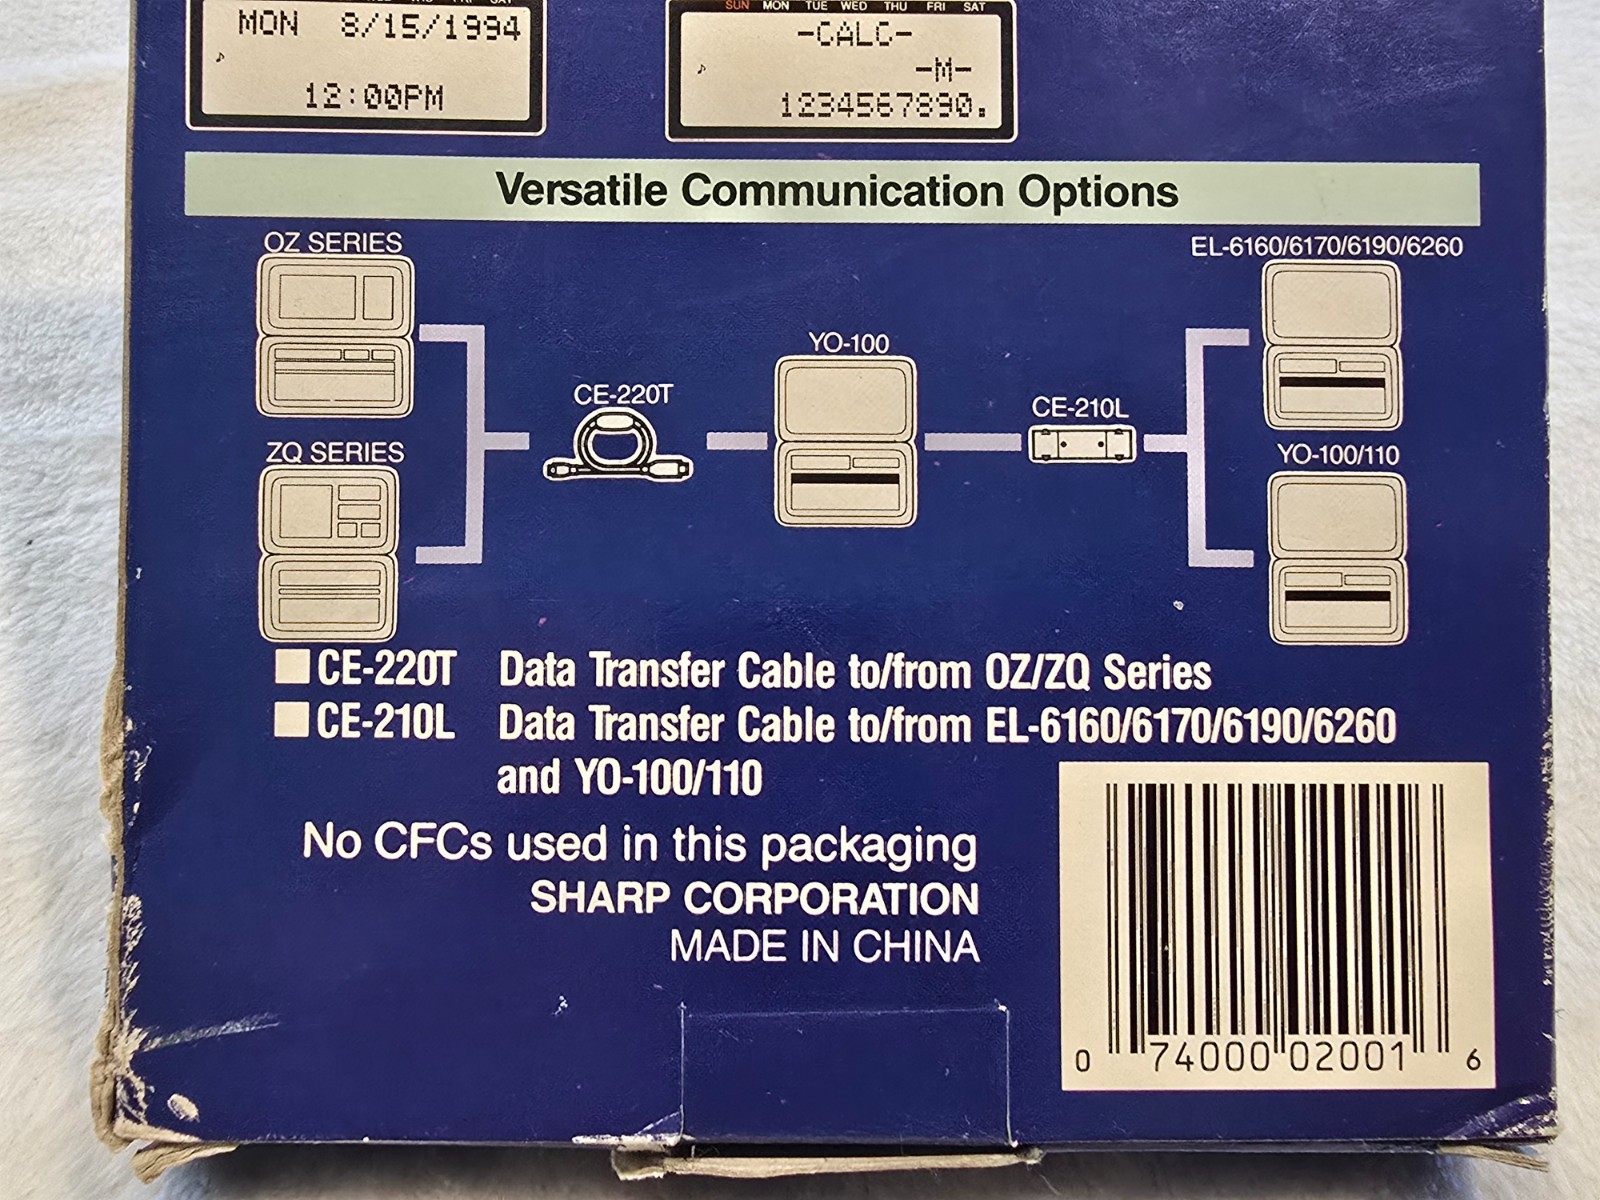 SUN MON TUE WED THU FRI SAT
MON 8/15/1994
12:00PM
-CALC-
-M-
1234567890.
Versatile Communication Options
OZ SERIES
EL-6160/6170/6190/6260
YO-100
CE-220T
CE-210L
ZQ SERIES
YO-100/110
CE-220T Data Transfer Cable to/from OZ/ZQ Series
CE-210L Data Transfer Cable to/from EL-6160/6170/6190/6260
and YO-100/110
No CFCs used in this packaging
SHARP CORPORATION
MADE IN CHINA
0 74000 02001 6